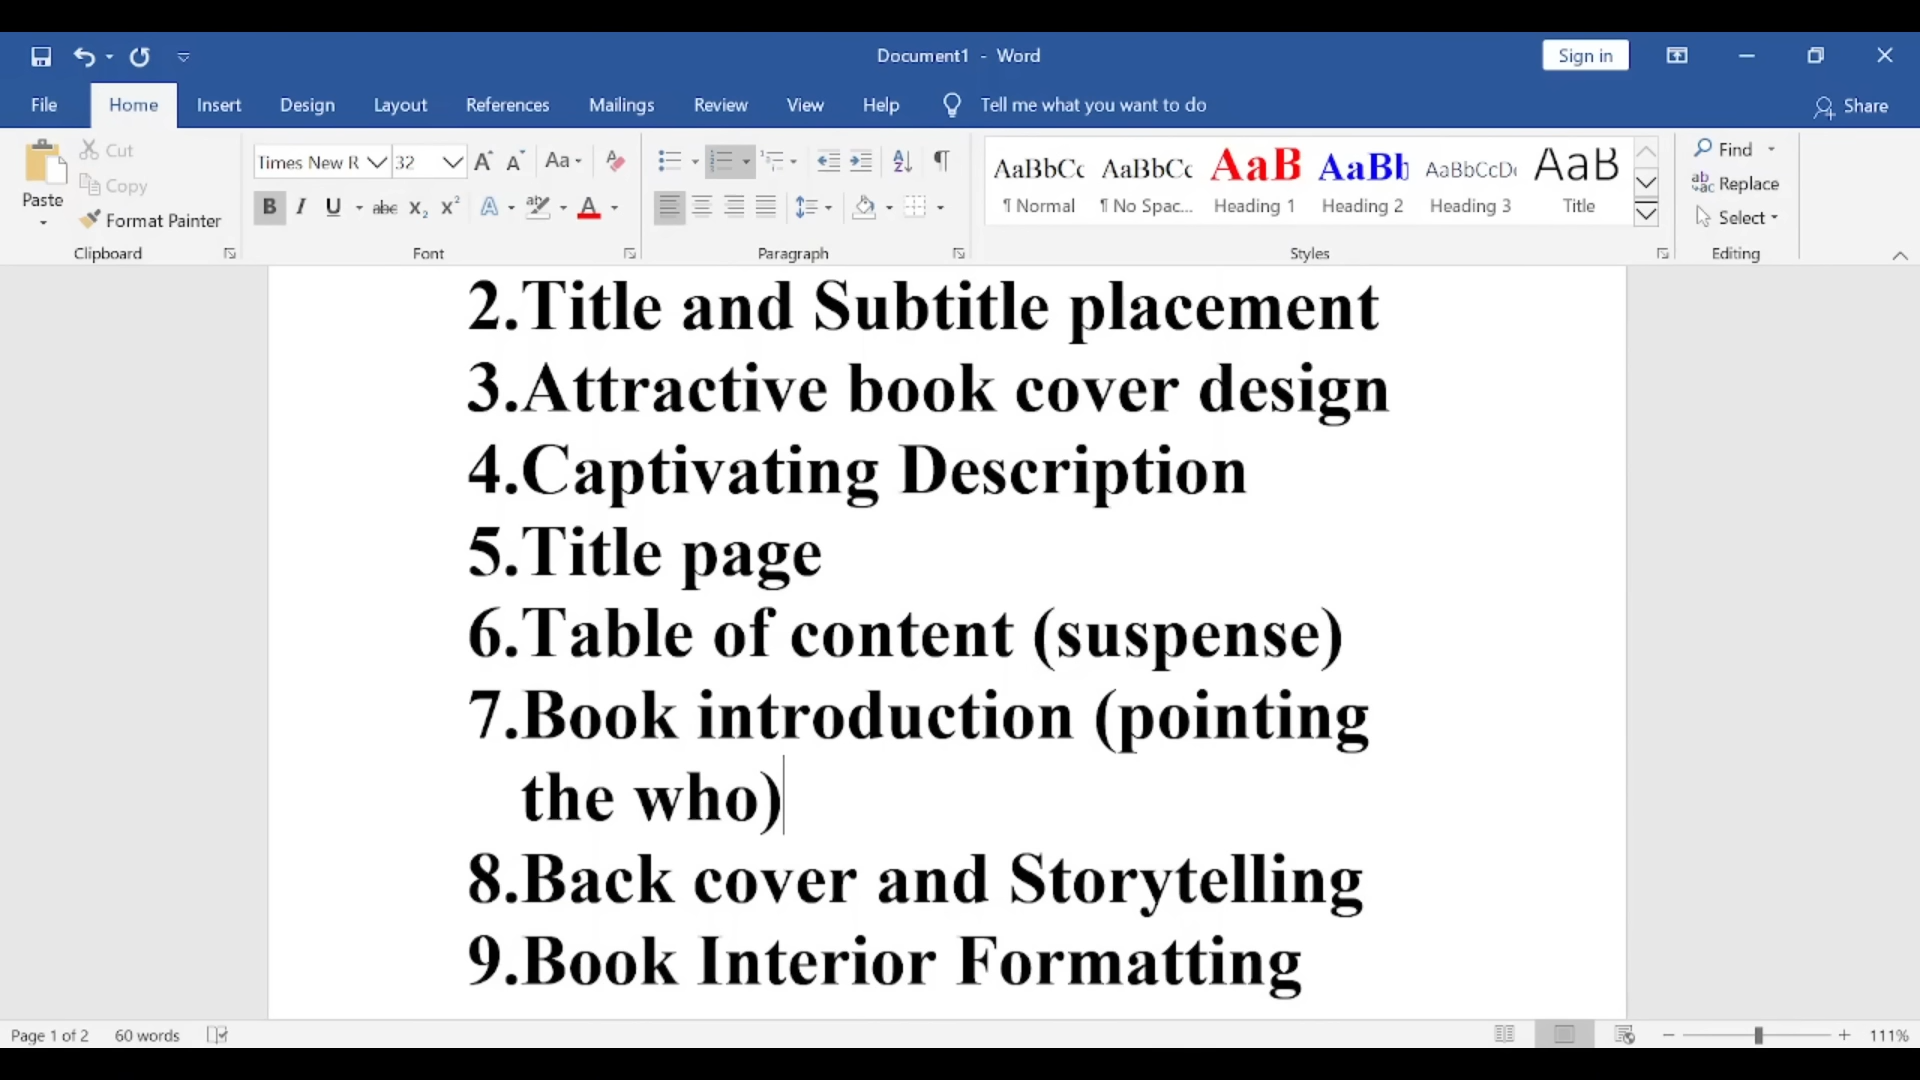 Document1 - Word
Sign in
File Home Insert Design Layout References Mailings Review View Help Tell me what you want to do Share
Paste
Cut
Copy
Format Painter
Clipboard
Times New R 32
Font
Paragraph
AaBbCc AaBbCc AaB AaBb AaBbCcD AaB
¶ Normal ¶ No Spac... Heading 1 Heading 2 Heading 3 Title
Styles
Find
Replace
Select
Editing
2.Title and Subtitle placement
3.Attractive book cover design
4.Captivating Description
5.Title page
6.Table of content (suspense)
7.Book introduction (pointing
the who)
8.Back cover and Storytelling
9.Book Interior Formatting
Page 1 of 2 60 words 111%